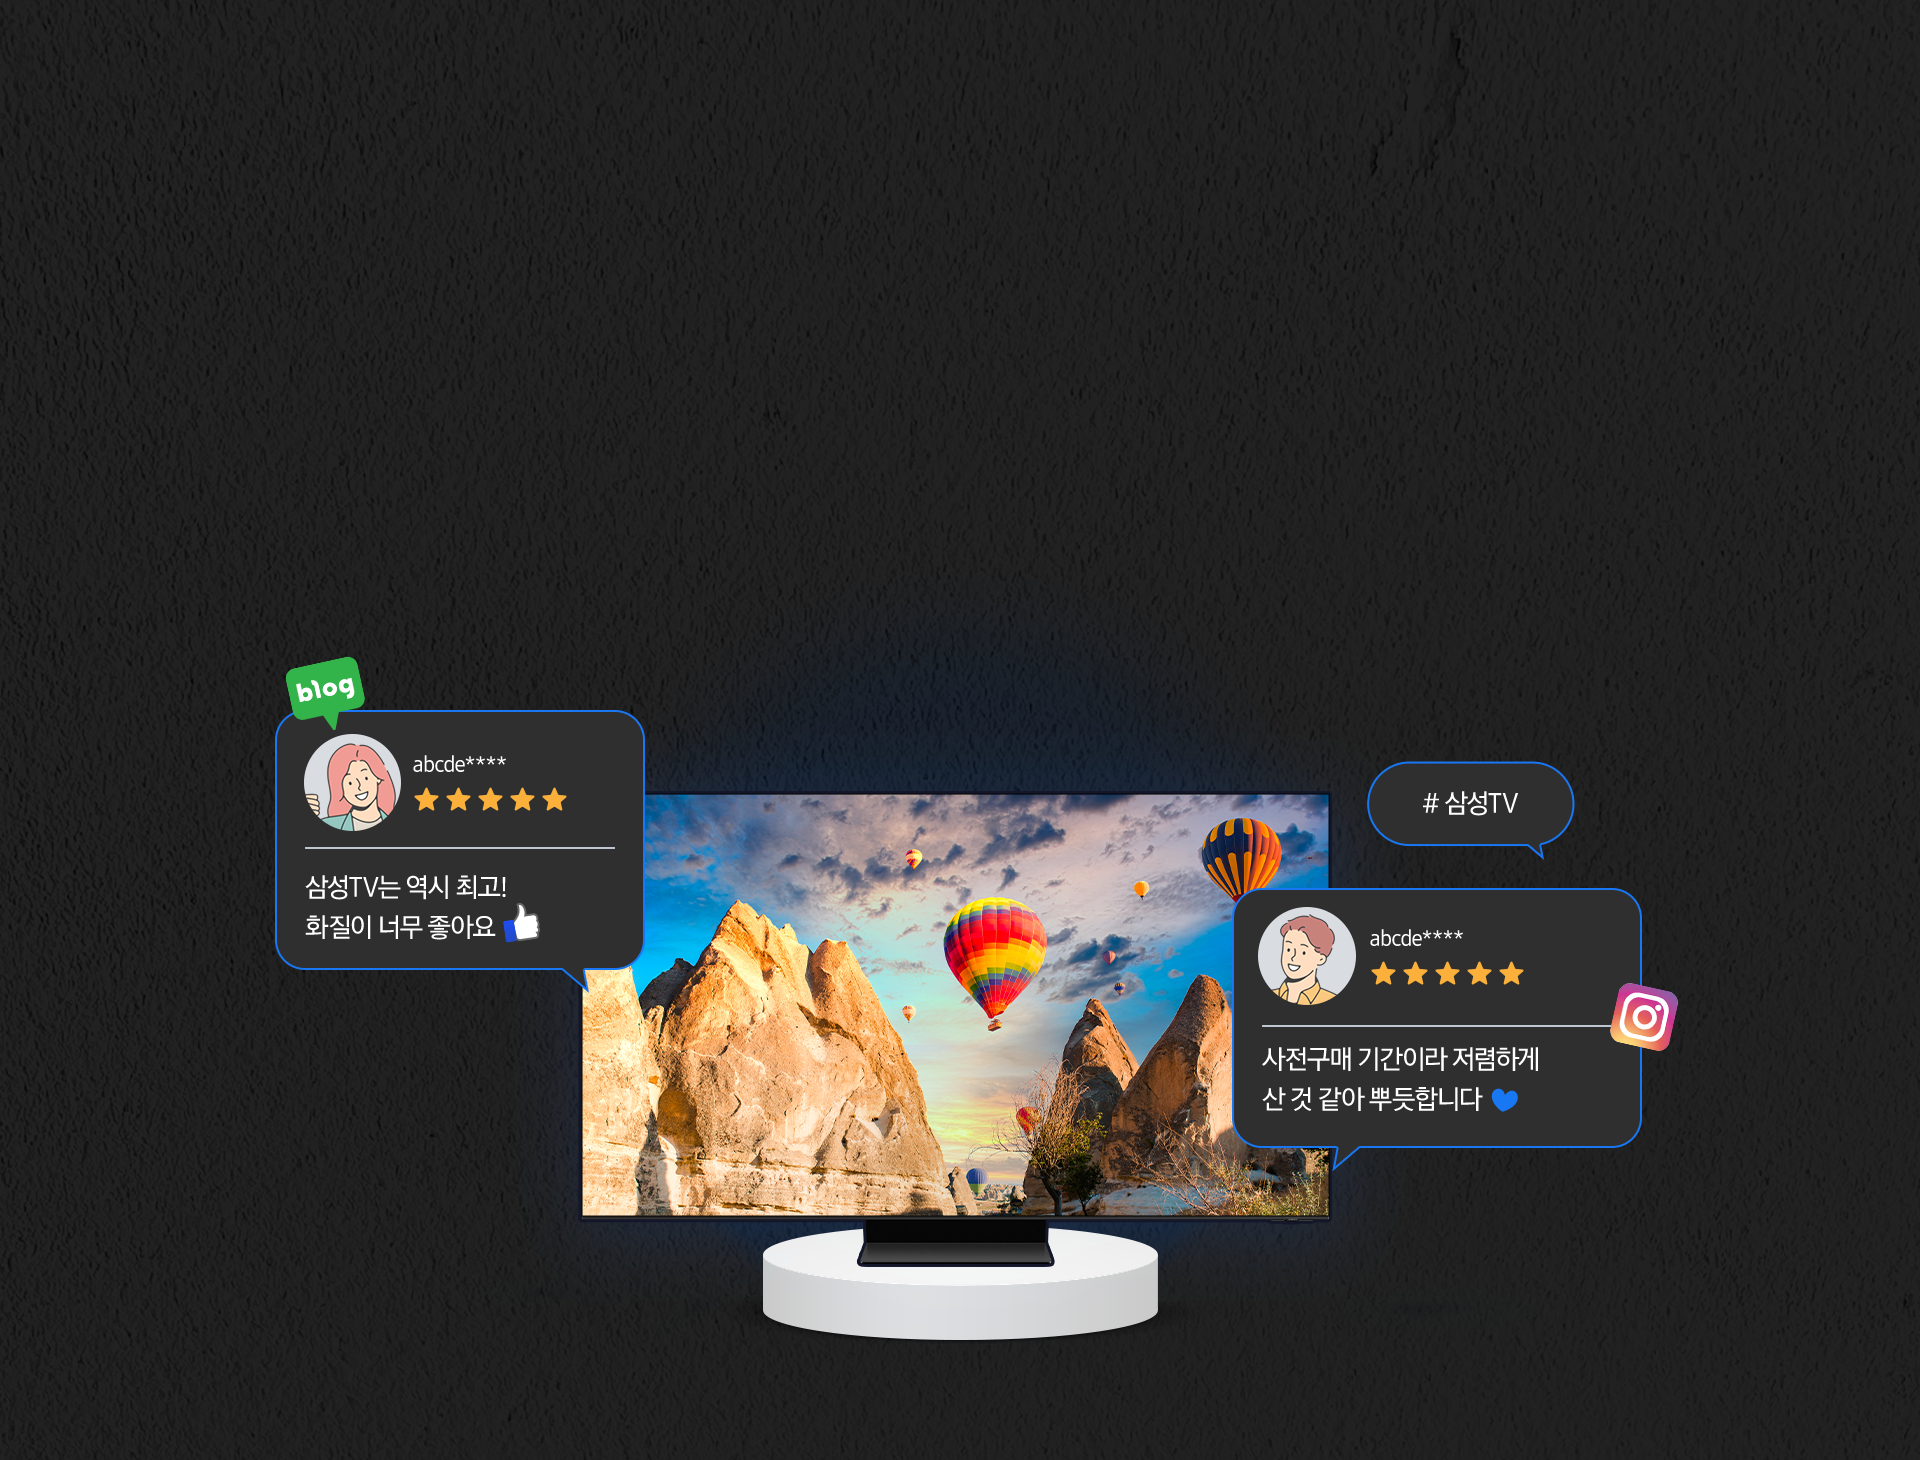 blog
abcde****
삼성TV는 역시 최고!
화질이 너무 좋아요
# 삼성TV
abcde****
사전구매 기간이라 저렴하게
산 것 같아 뿌듯합니다